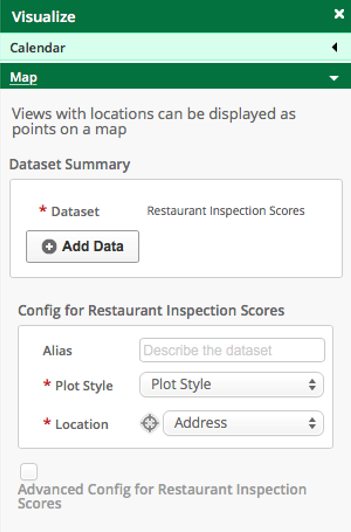 Visualize
Calendar
Map
Views with locations can be displayed as
points on a map
Dataset Summary
* Dataset Restaurant Inspection Scores
Add Data
Config for Restaurant Inspection Scores
Alias Describe the dataset
* Plot Style Plot Style
* Location Address
Advanced Config for Restaurant Inspection
Scores